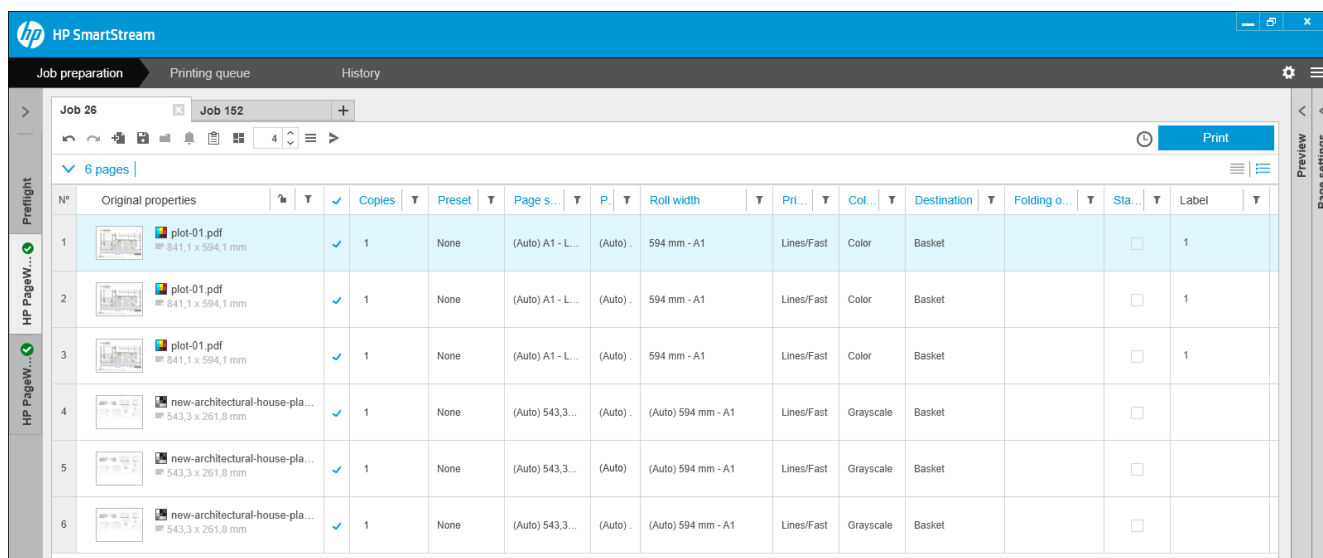 hp HP SmartStream
Job preparation Printing queue History
Job 26 Job 152 +
4 Print
6 pages
Nº Original properties Copies Preset Page s... P. Roll width Pri... Col... Destination Folding o... Sta... Label
1 plot-01.pdf 1 None (Auto) A1 - L... (Auto) . 594 mm - A1 Lines/Fast Color Basket 1
841,1 x 594,1 mm
2 plot-01.pdf 1 None (Auto) A1 - L... (Auto) . 594 mm - A1 Lines/Fast Color Basket 1
841,1 x 594,1 mm
3 plot-01.pdf 1 None (Auto) A1 - L... (Auto) . 594 mm - A1 Lines/Fast Color Basket 1
841,1 x 594,1 mm
4 new-architectural-house-pla... 1 None (Auto) 543,3... (Auto) . (Auto) 594 mm - A1 Lines/Fast Grayscale Basket
543,3 x 261,8 mm
5 new-architectural-house-pla... 1 None (Auto) 543,3... (Auto) (Auto) 594 mm - A1 Lines/Fast Grayscale Basket
543,3 x 261,8 mm
6 new-architectural-house-pla... 1 None (Auto) 543,3... (Auto) . (Auto) 594 mm - A1 Lines/Fast Grayscale Basket
543,3 x 261,8 mm
Preflight
HP PageW...
HP PageW...
Preview
Page settings